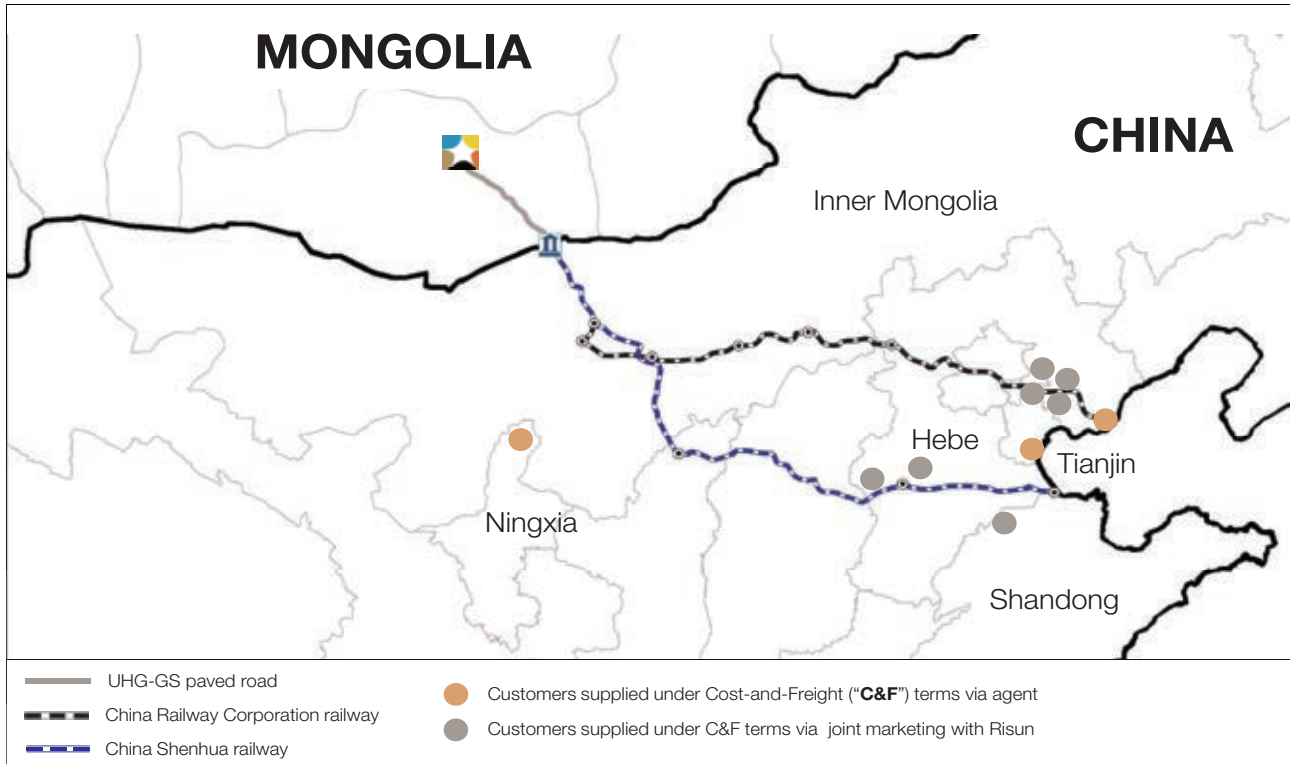 MONGOLIA
CHINA
Inner Mongolia
Hebe
Tianjin
Ningxia
Shandong
UHG-GS paved road
China Railway Corporation railway
China Shenhua railway
Customers supplied under Cost-and-Freight (“C&F”) terms via agent
Customers supplied under C&F terms via joint marketing with Risun